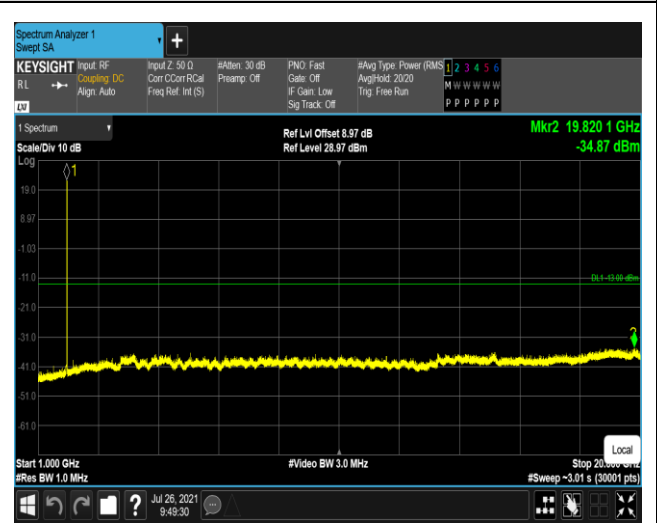 Spectrum Analyzer 1
Swept SA
KEYSIGHT Input: RF
RL Coupling: DC
Align: Auto
Input Z: 50 Ω
Corr CCorr RCal
Freq Ref: Int (S)
#Atten: 30 dB
Preamp: Off
PNO: Fast
Gate: Off
IF Gain: Low
Sig Track: Off
#Avg Type: Power (RMS
Avg|Hold: 20/20
Trig: Free Run
1 2 3 4 5 6
M W W W W W
P P P P P P
LXI
1 Spectrum
Scale/Div 10 dB
Ref Lvl Offset 8.97 dB
Ref Level 28.97 dBm
Mkr2 19.820 1 GHz
-34.87 dBm
Log
1
19.0
8.97
-1.03
-11.0
DL1 -13.00 dBm
-21.0
-31.0
2
-41.0
-51.0
-61.0
Local
Start 1.000 GHz
#Video BW 3.0 MHz
Stop 20.000 GHz
#Res BW 1.0 MHz
#Sweep ~3.01 s (30001 pts)
?
Jul 26, 2021
9:49:30